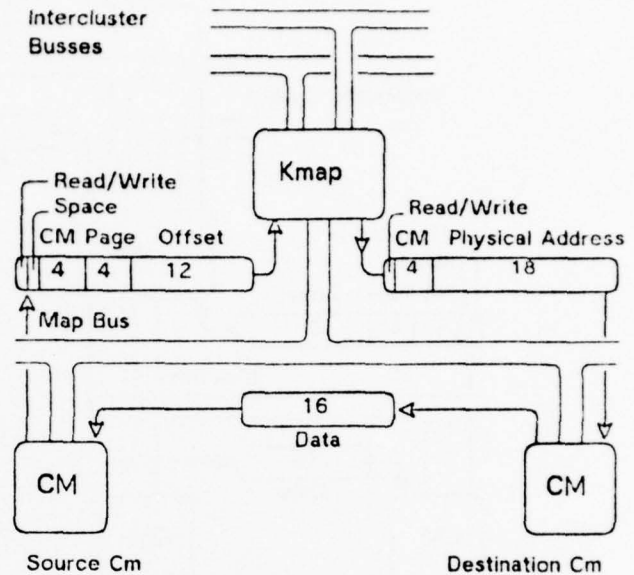 Intercluster
Busses
Kmap
Read/Write
Space
CM Page Offset
4 4 12
Read/Write
CM Physical Address
4 18
Map Bus
16
Data
CM
CM
Source Cm
Destination Cm